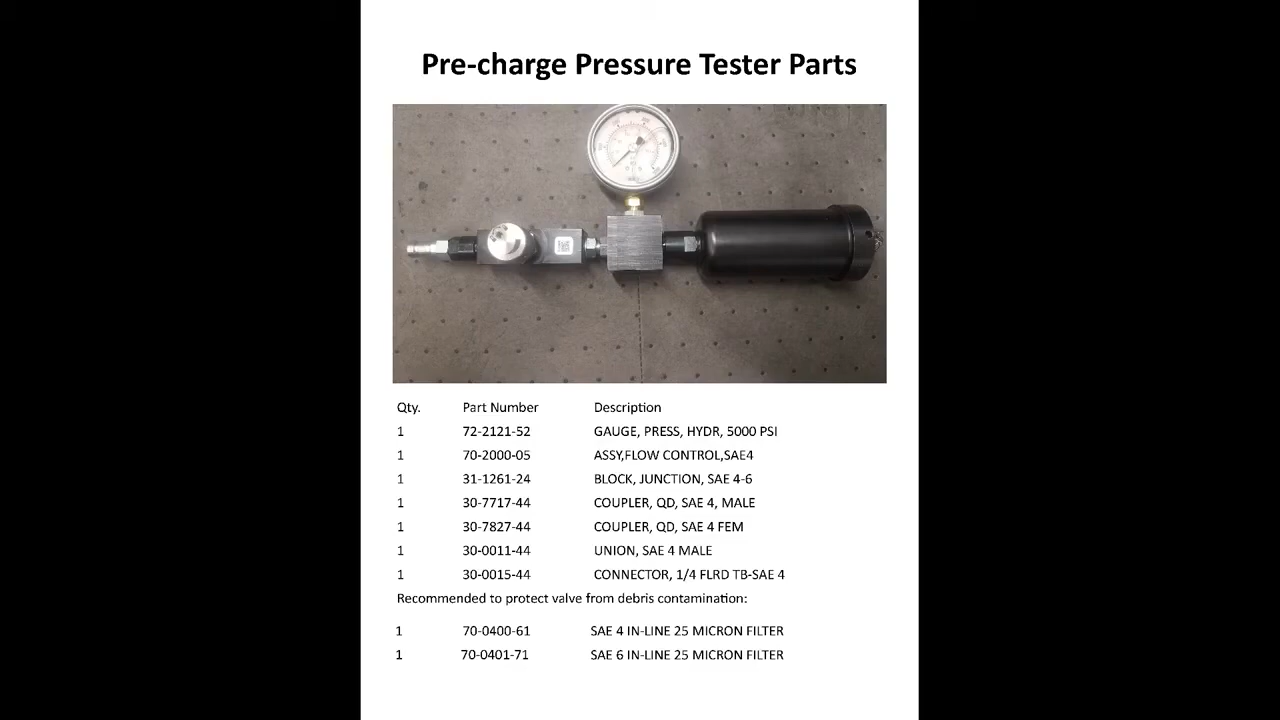 Pre-charge Pressure Tester Parts
Qty. Part Number Description
1 72-2121-52 GAUGE, PRESS, HYDR, 5000 PSI
1 70-2000-05 ASSY,FLOW CONTROL,SAE4
1 31-1261-24 BLOCK, JUNCTION, SAE 4-6
1 30-7717-44 COUPLER, QD, SAE 4, MALE
1 30-7827-44 COUPLER, QD, SAE 4 FEM
1 30-0011-44 UNION, SAE 4 MALE
1 30-0015-44 CONNECTOR, 1/4 FLRD TB-SAE 4
Recommended to protect valve from debris contamination:
1 70-0400-61 SAE 4 IN-LINE 25 MICRON FILTER
1 70-0401-71 SAE 6 IN-LINE 25 MICRON FILTER